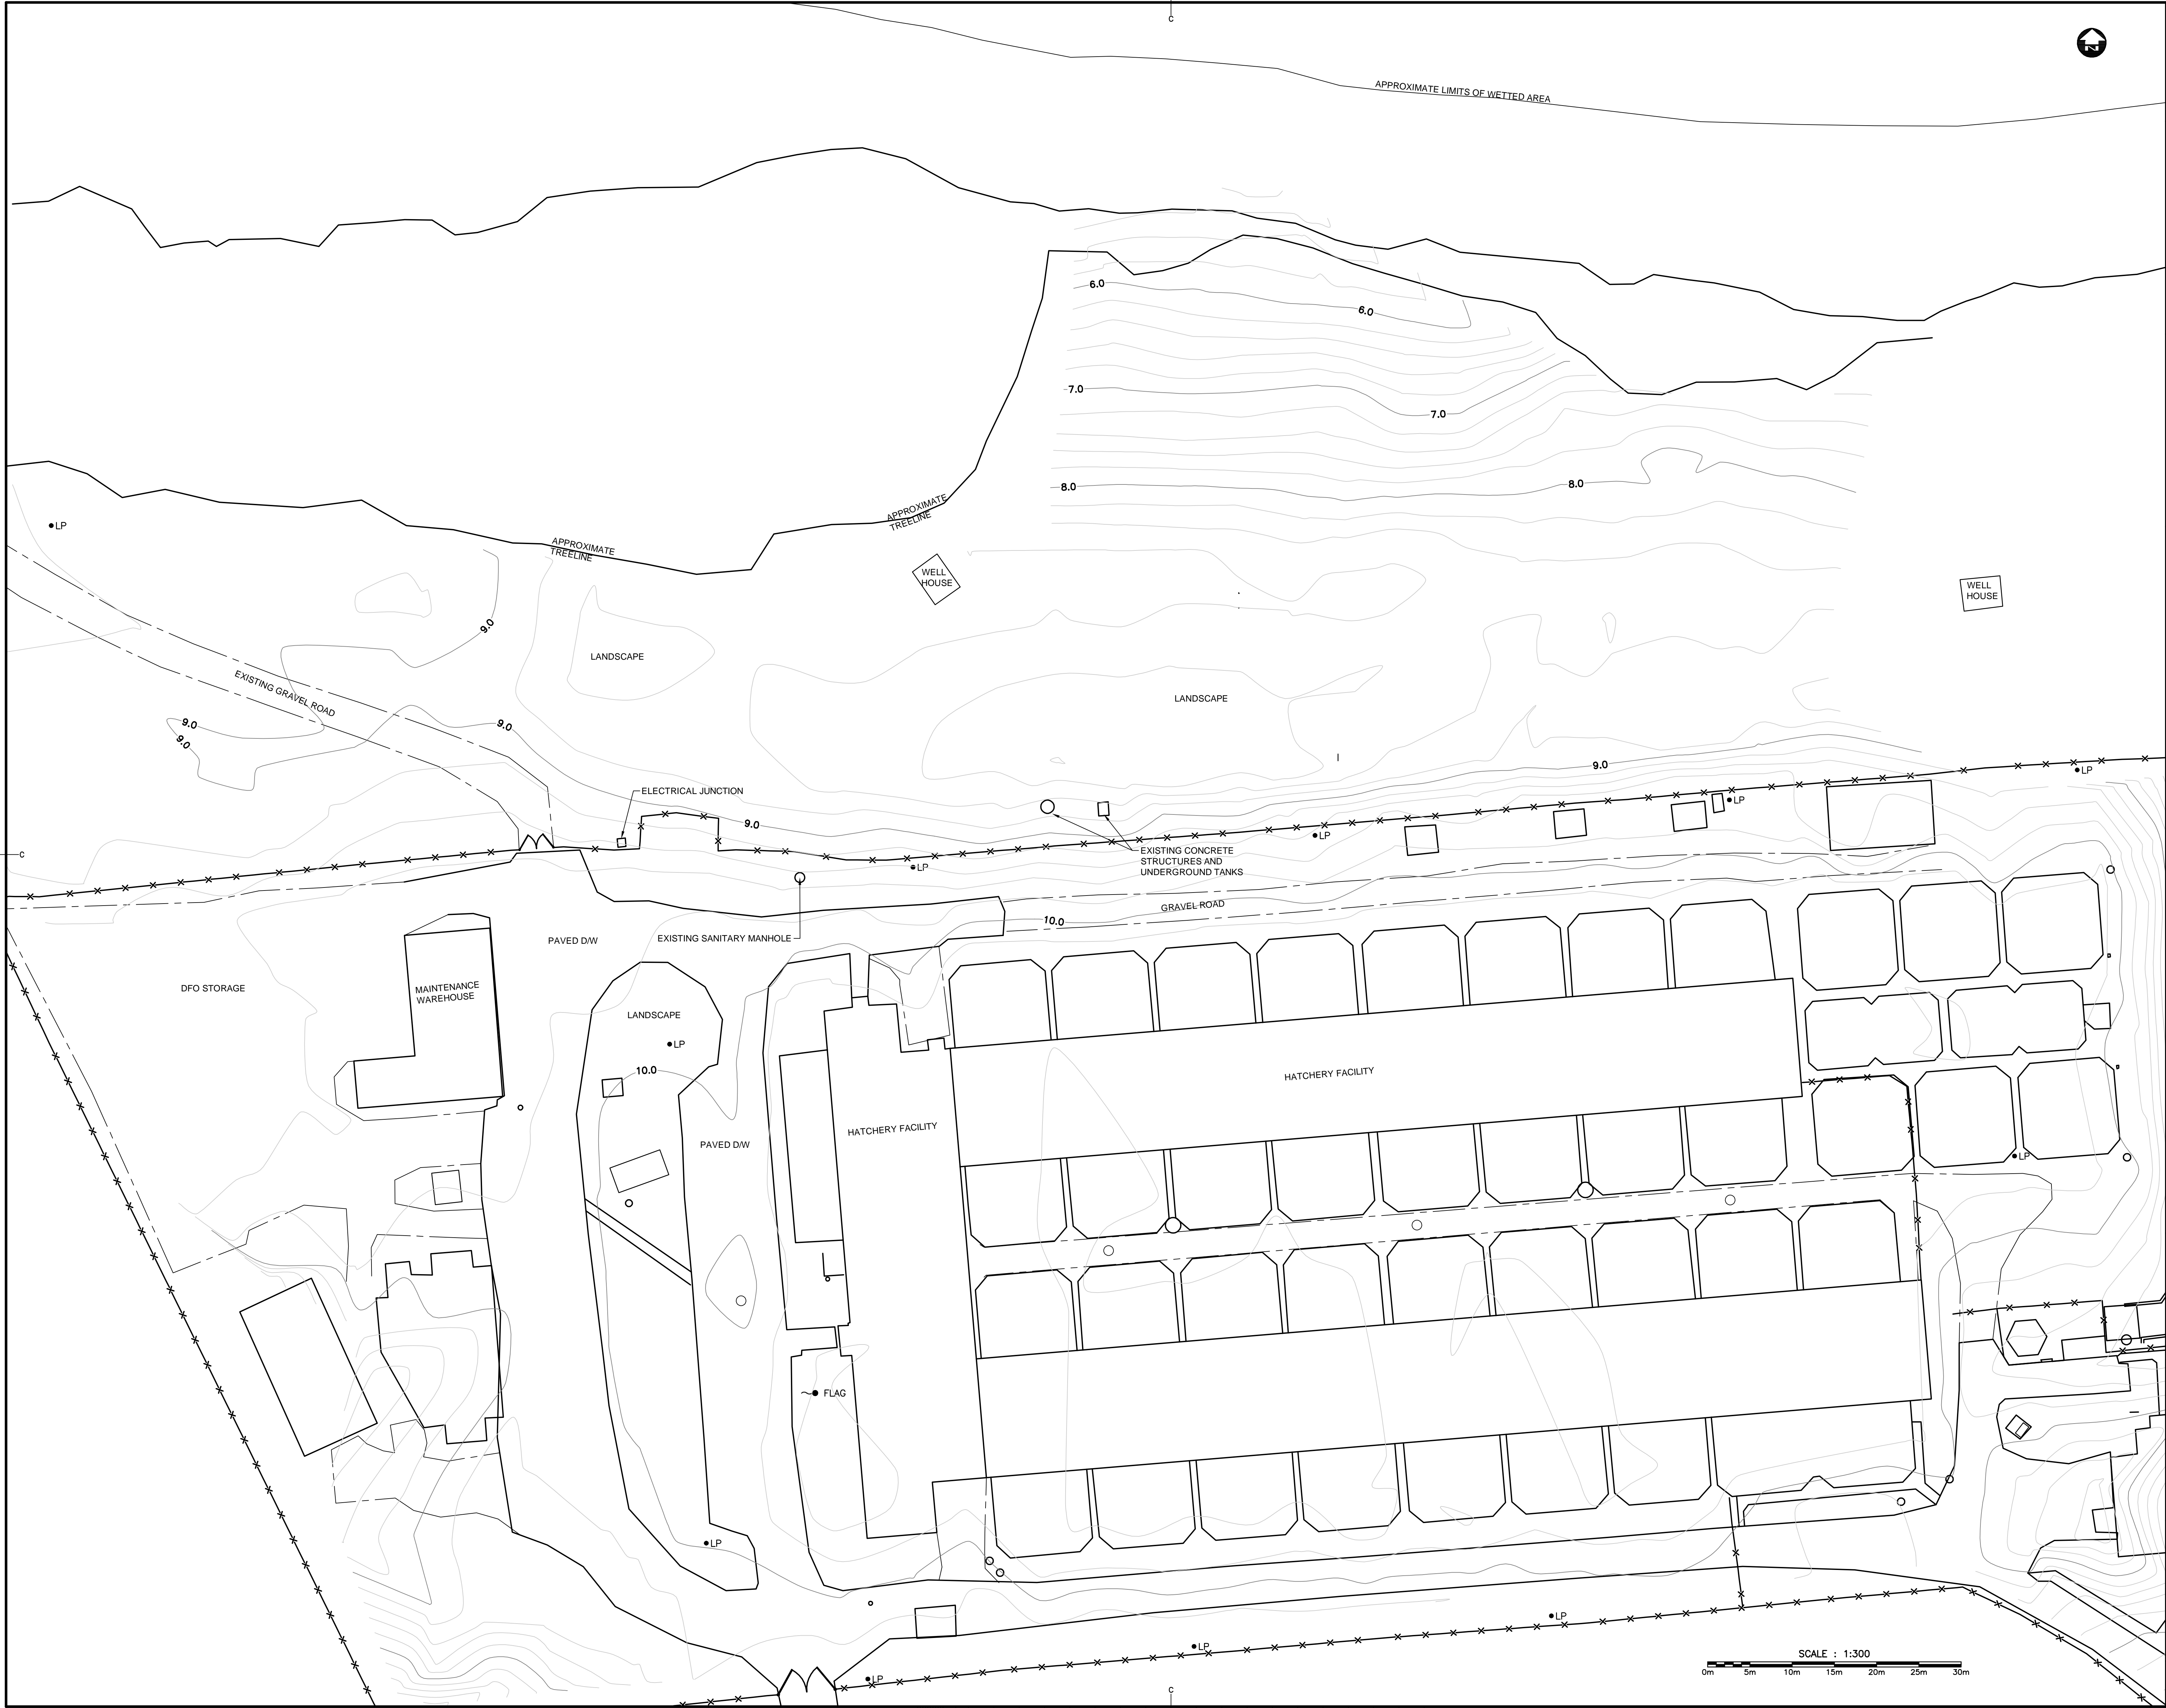 C
N
APPROXIMATE LIMITS OF WETTED AREA
6.0
6.0
7.0
7.0
8.0
8.0
APPROXIMATE
TREELINE
LP
APPROXIMATE
TREELINE
WELL
HOUSE
WELL
HOUSE
9.0
LANDSCAPE
EXISTING GRAVEL ROAD
LANDSCAPE
9.0
9.0
9.0
9.0
LP
ELECTRICAL JUNCTION
LP
9.0
LP
C
EXISTING CONCRETE
STRUCTURES AND
UNDERGROUND TANKS
LP
GRAVEL ROAD
10.0
PAVED D/W
EXISTING SANITARY MANHOLE
DFO STORAGE
MAINTENANCE
WAREHOUSE
LANDSCAPE
LP
10.0
HATCHERY FACILITY
HATCHERY FACILITY
PAVED D/W
LP
FLAG
LP
LP
LP
LP
SCALE : 1:300
0m 5m 10m 15m 20m 25m 30m
C